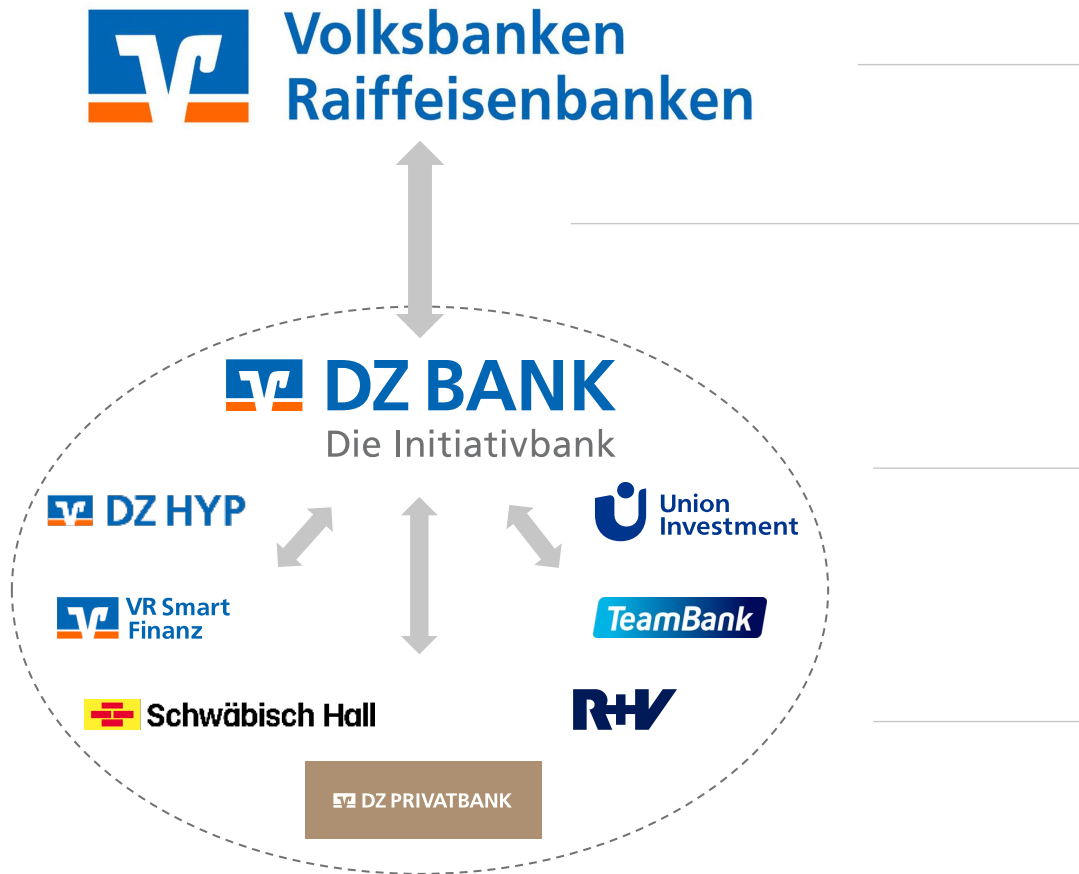 Volksbanken
Raiffeisenbanken
DZ BANK
Die Initiativbank
DZ HYP
Union
Investment
VR Smart
Finanz
TeamBank
Schwäbisch Hall
R+V
DZ PRIVATBANK